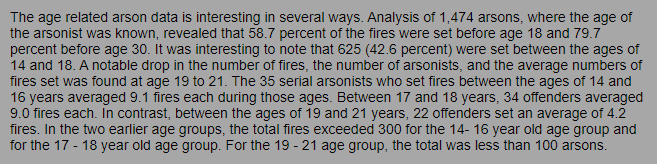 The age related arson data is interesting in several ways. Analysis of 1,474 arsons, where the age of
the arsonist was known, revealed that 58.7 percent of the fires were set before age 18 and 79.7
percent before age 30. It was interesting to note that 625 (42.6 percent) were set between the ages of
14 and 18. A notable drop in the number of fires, the number of arsonists, and the average numbers of
fires set was found at age 19 to 21. The 35 serial arsonists who set fires between the ages of 14 and
16 years averaged 9.1 fires each during those ages. Between 17 and 18 years, 34 offenders averaged
9.0 fires each. In contrast, between the ages of 19 and 21 years, 22 offenders set an average of 4.2
fires. In the two earlier age groups, the total fires exceeded 300 for the 14- 16 year old age group and
for the 17 - 18 year old age group. For the 19 - 21 age group, the total was less than 100 arsons.